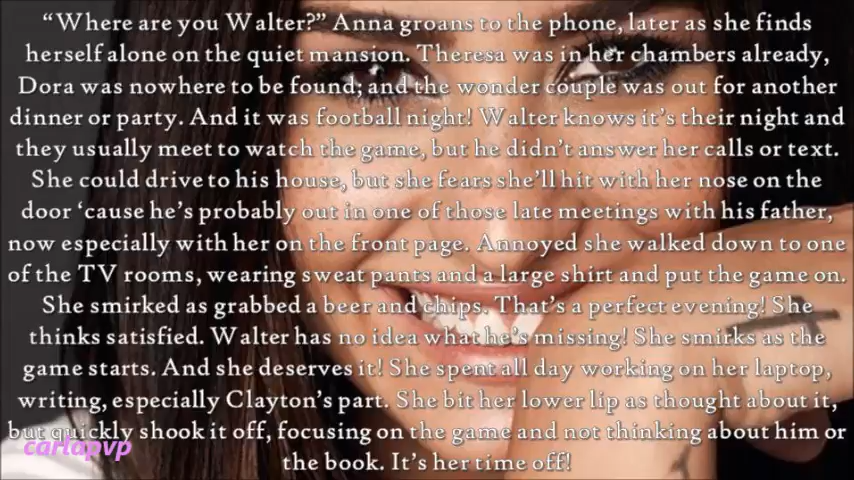 “Where are you Walter?” Anna groans to the phone, later as she finds
herself alone on the quiet mansion. Theresa was in her chambers already,
Dora was nowhere to be found; and the wonder couple was out for another
dinner or party. And it was football night! Walter knows it’s their night and
they usually meet to watch the game, but he didn’t answer her calls or text.
She could drive to his house, but she fears she’ll hit with her nose on the
door ‘cause he’s probably out in one of those late meetings with his father,
now especially with her on the front page. Annoyed she walked down to one
of the TV rooms, wearing sweat pants and a large shirt and put the game on.
She smirked as grabbed a beer and chips. That’s a perfect evening! She
thinks satisfied. Walter has no idea what he’s missing! She smirks as the
game starts. And she deserves it! She spent all day working on her laptop,
writing, especially Clayton’s part. She bit her lower lip as thought about it,
but quickly shook it off, focusing on the game and not thinking about him or
the book. It’s her time off!
carlapvp